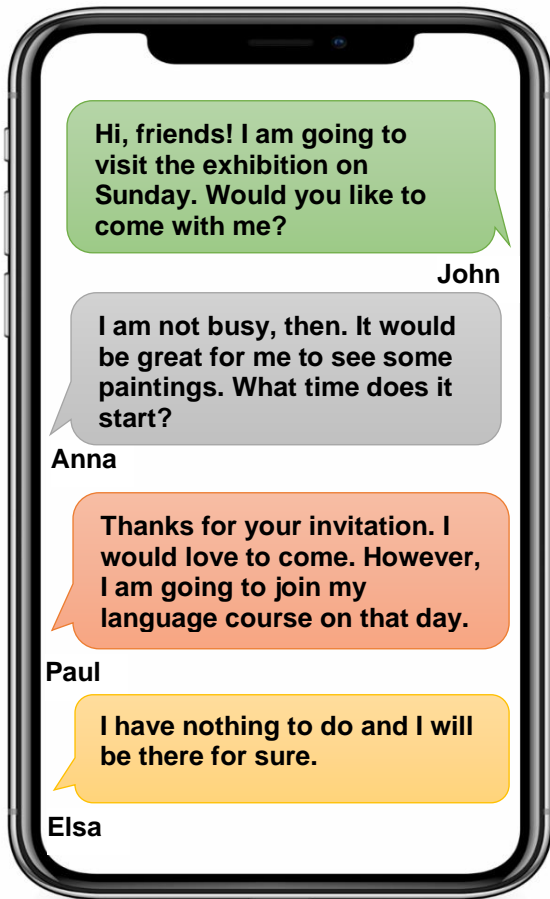 Hi, friends! I am going to
visit the exhibition on
Sunday. Would you like to
come with me?
John
I am not busy, then. It would
be great for me to see some
paintings. What time does it
start?
Anna
Thanks for your invitation. I
would love to come. However,
I am going to join my
language course on that day.
Paul
I have nothing to do and I will
be there for sure.
Elsa